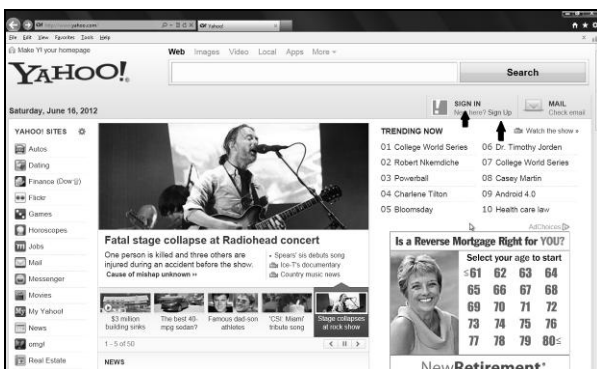 Yahoo!
File Edit View Favorites Tools Help
Make Y! your homepage
Web Images Video Local Apps More
YAHOO!
Search
Saturday, June 16, 2012
SIGN IN
New here? Sign Up
MAIL
Check email
YAHOO! SITES
Autos
Dating
Finance (Dow
Flickr
Games
Horoscopes
Jobs
Mail
Messenger
Movies
My Yahoo!
News
omg!
Real Estate
Fatal stage collapse at Radiohead concert
One person is killed and three others are
injured during an accident before the show.
Cause of mishap unknown »
Spears' sis debuts song
Ice-T's documentary
Country music news
$3 million
building sinks
The best 40-
mpg sedan?
Famous dad-son
athletes
'CSI: Miami'
tribute song
Stage collapses
at rock show
1 - 5 of 50
NEWS
TRENDING NOW
Watch the show »
01 College World Series
02 Robert Nkemdiche
03 Powerball
04 Charlene Tilton
05 Bloomsday
06 Dr. Timothy Jorden
07 College World Series
08 Casey Martin
09 Android 4.0
10 Health care law
AdChoices
Is a Reverse Mortgage Right for YOU?
Select your age to start
≤61 62 63 64
65 66 67 68
69 70 71 72
73 74 75 76
77 78 79 80≤
NewRetirement